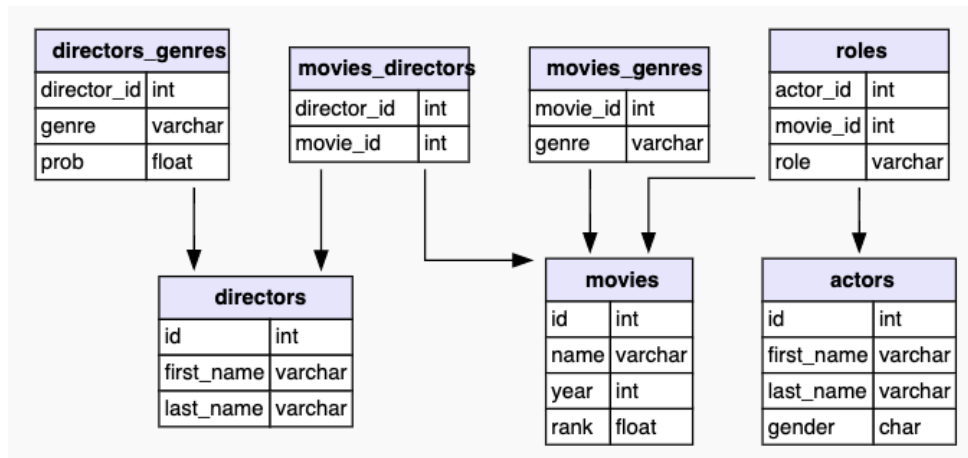 directors_genres
director_id int
genre varchar
prob float
movies_directors
director_id int
movie_id int
movies_genres
movie_id int
genre varchar
roles
actor_id int
movie_id int
role varchar
directors
id int
first_name varchar
last_name varchar
movies
id int
name varchar
year int
rank float
actors
id int
first_name varchar
last_name varchar
gender char